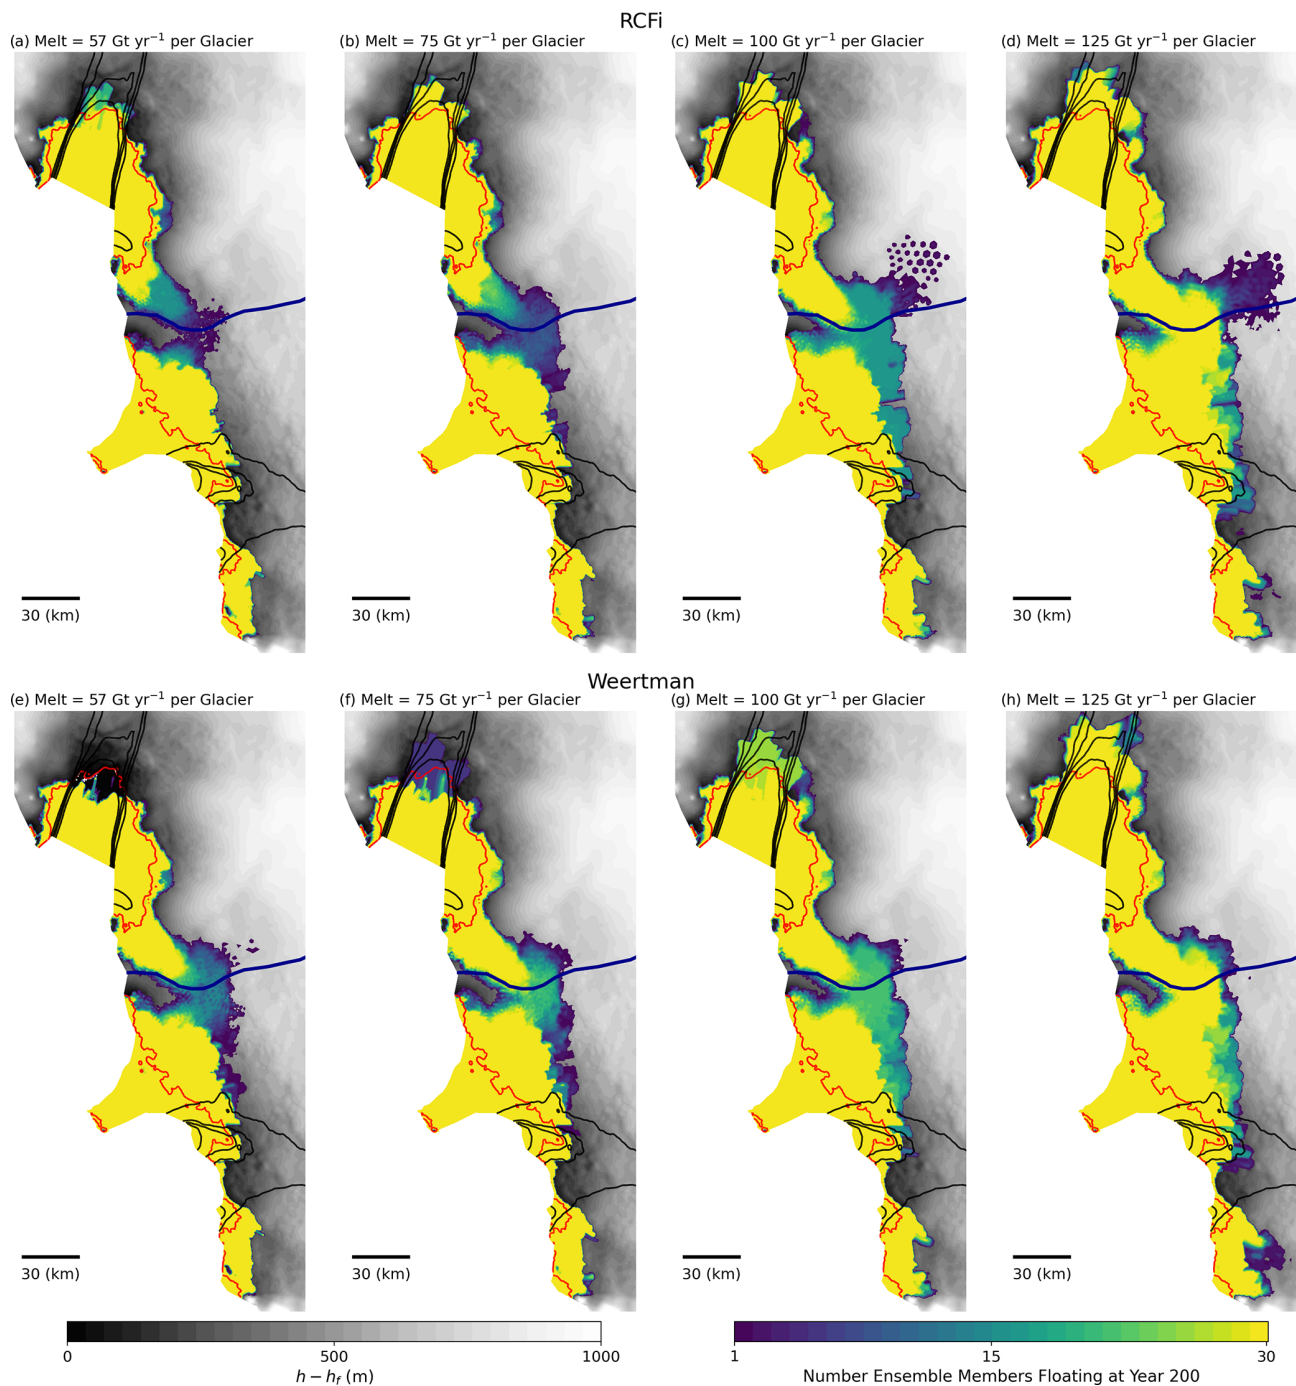 RCFi
(a) Melt = 57 Gt yr⁻¹ per Glacier
(b) Melt = 75 Gt yr⁻¹ per Glacier
(c) Melt = 100 Gt yr⁻¹ per Glacier
(d) Melt = 125 Gt yr⁻¹ per Glacier
30 (km)
30 (km)
30 (km)
30 (km)
Weertman
(e) Melt = 57 Gt yr⁻¹ per Glacier
(f) Melt = 75 Gt yr⁻¹ per Glacier
(g) Melt = 100 Gt yr⁻¹ per Glacier
(h) Melt = 125 Gt yr⁻¹ per Glacier
30 (km)
30 (km)
30 (km)
30 (km)
0 500 1000
h − h_f (m)
1 15 30
Number Ensemble Members Floating at Year 200